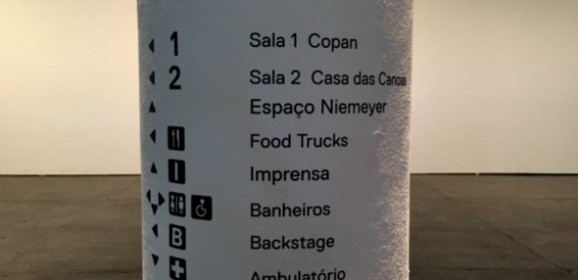 1 Sala 1 Copan
2 Sala 2 Casa das Canoas
Espaço Niemeyer
Food Trucks
I Imprensa
Banheiros
B Backstage
Ambulatório